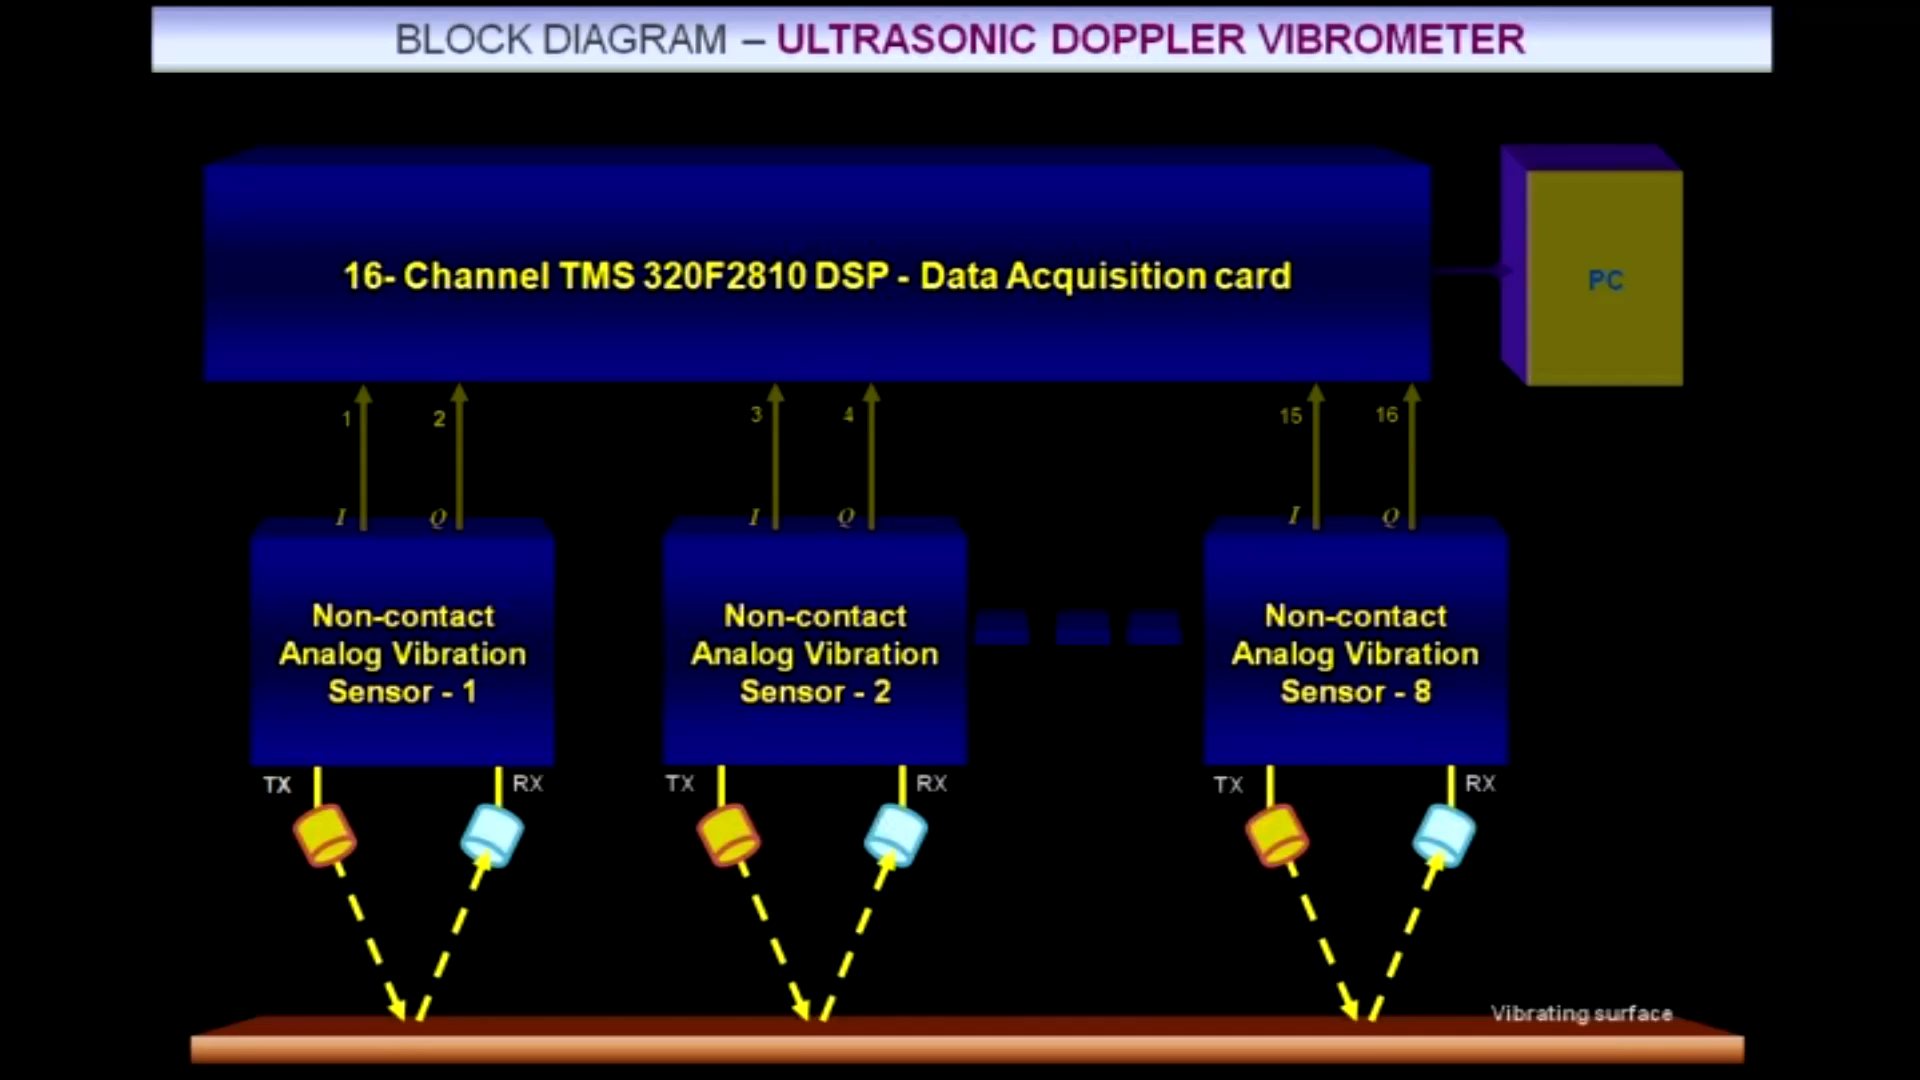 BLOCK DIAGRAM – ULTRASONIC DOPPLER VIBROMETER
16- Channel TMS 320F2810 DSP - Data Acquisition card
PC
1 2 3 4 15 16
I Q I Q I Q
Non-contact
Analog Vibration
Sensor - 1
Non-contact
Analog Vibration
Sensor - 2
Non-contact
Analog Vibration
Sensor - 8
TX RX TX RX TX RX
Vibrating surface